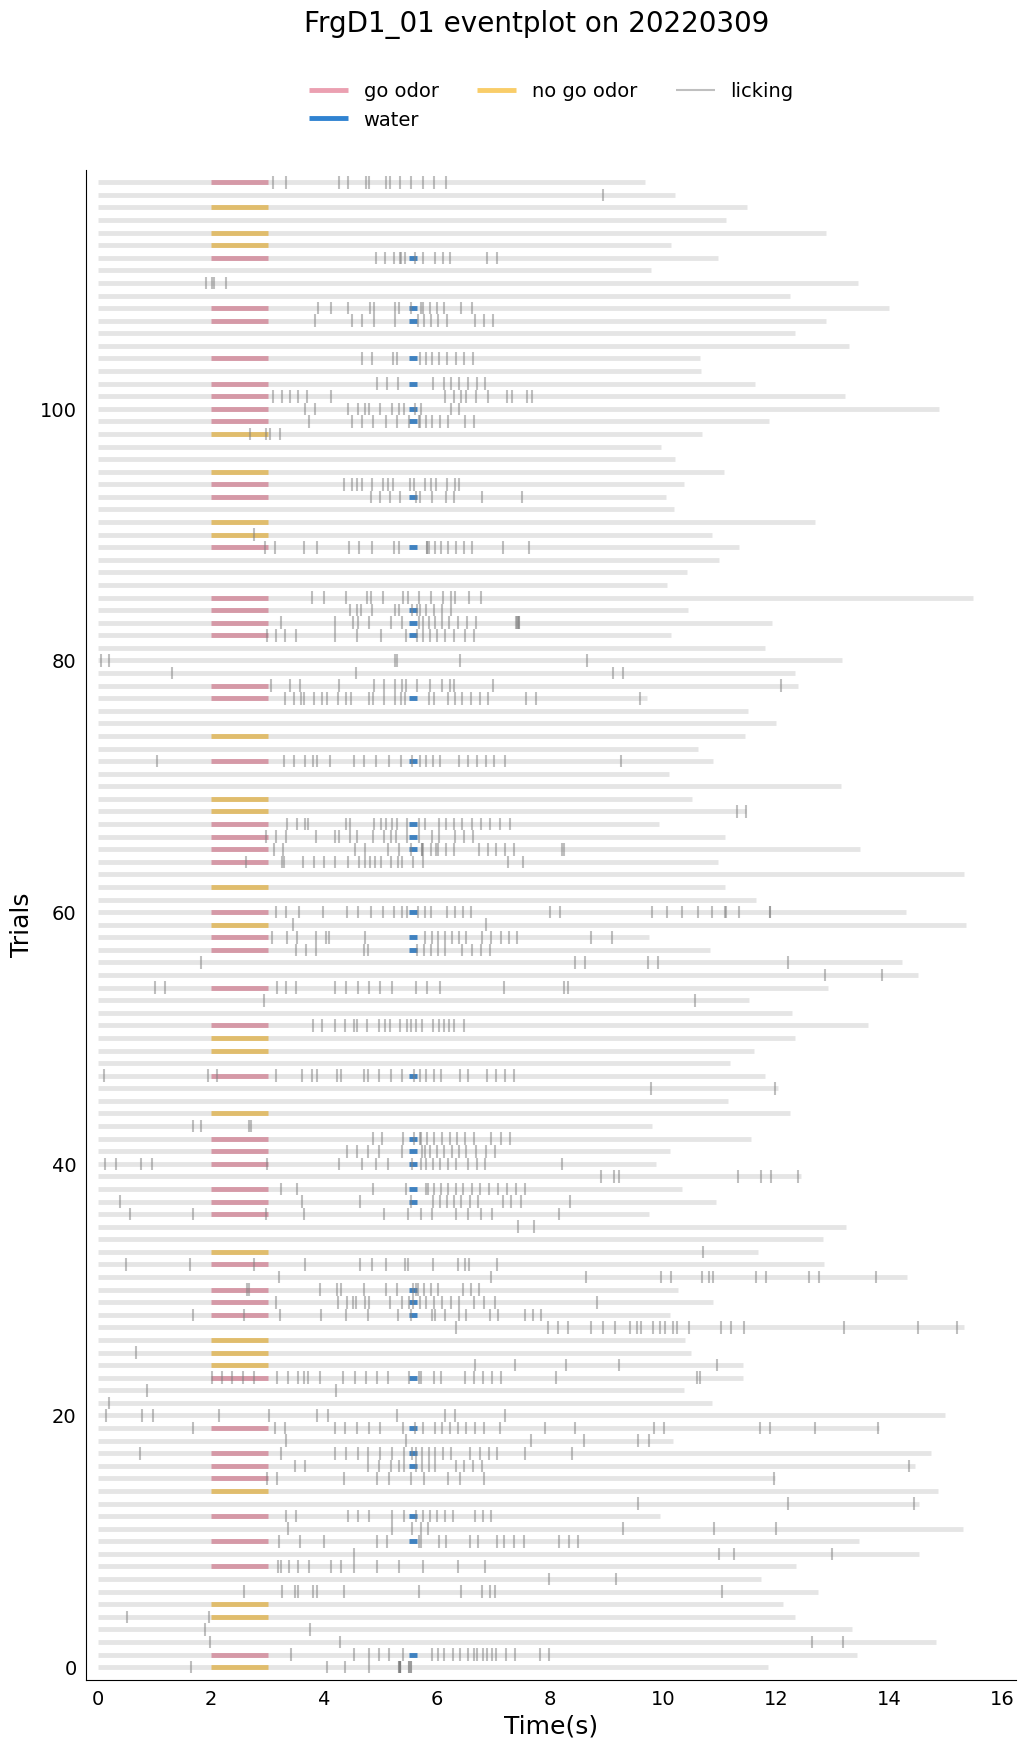 FrgD1_01 eventplot on 20220309
go odor
no go odor
licking
water
100
80
60
40
20
0
Trials
0 2 4 6 8 10 12 14 16
Time(s)